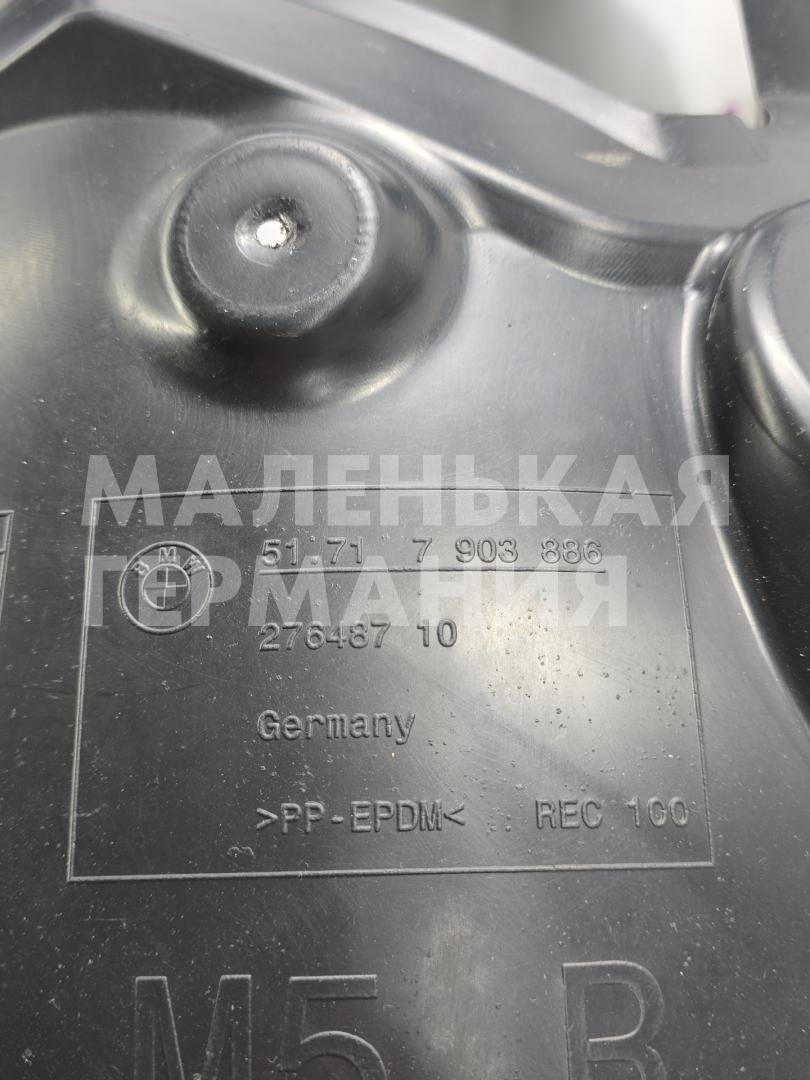 МАЛЕНЬКАЯ
ГЕРМАНИЯ
BMW
51.71 7 903 886
276487 10
Germany
>PP-EPDM< .. REC 100
M5 R